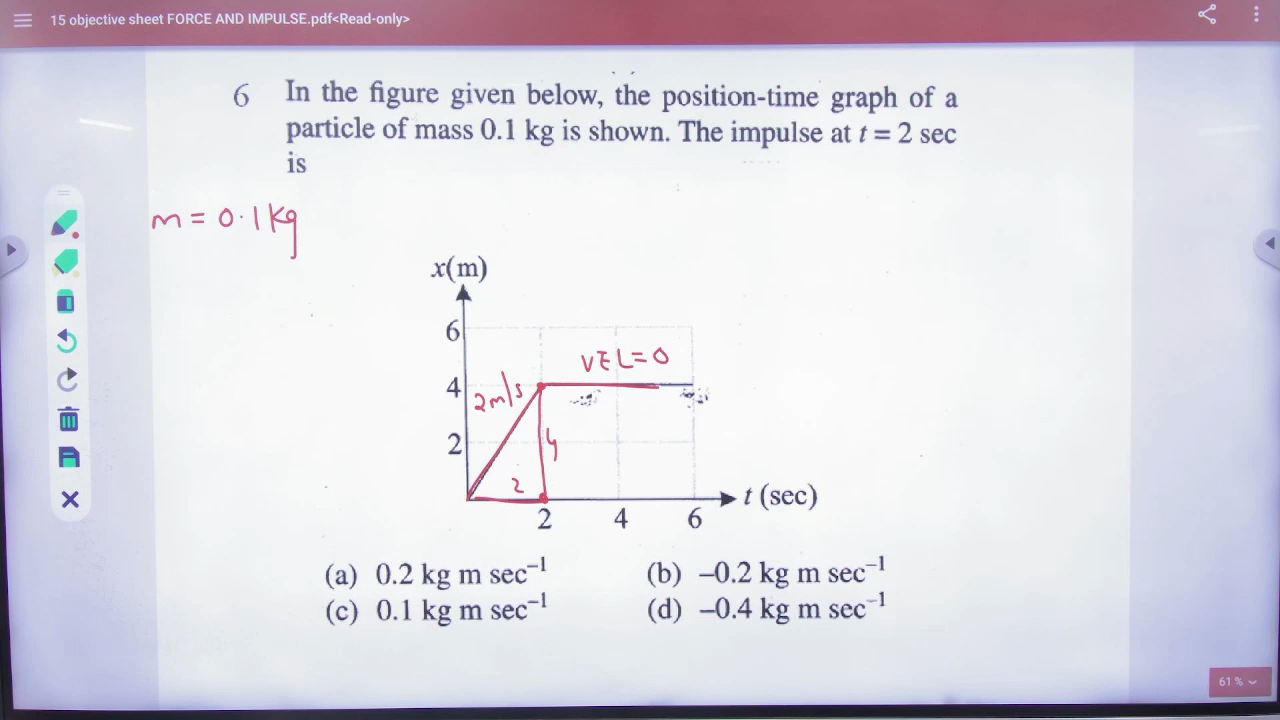 15 objective sheet FORCE AND IMPULSE.pdf<Read-only>
6 In the figure given below, the position-time graph of a
particle of mass 0.1 kg is shown. The impulse at t = 2 sec
is
m = 0.1 kg
x(m)
6
VEL=0
4
2m/s
2
4
2
t (sec)
2 4 6
(a) 0.2 kg m sec⁻¹ (b) –0.2 kg m sec⁻¹
(c) 0.1 kg m sec⁻¹ (d) –0.4 kg m sec⁻¹
61 %